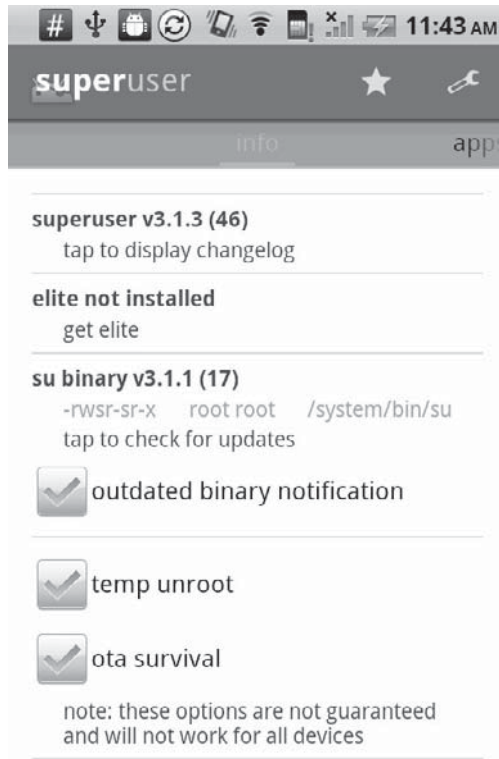 # 11:43 AM
superuser
info app
superuser v3.1.3 (46)
tap to display changelog
elite not installed
get elite
su binary v3.1.1 (17)
-rwsr-sr-x root root /system/bin/su
tap to check for updates
outdated binary notification
temp unroot
ota survival
note: these options are not guaranteed
and will not work for all devices